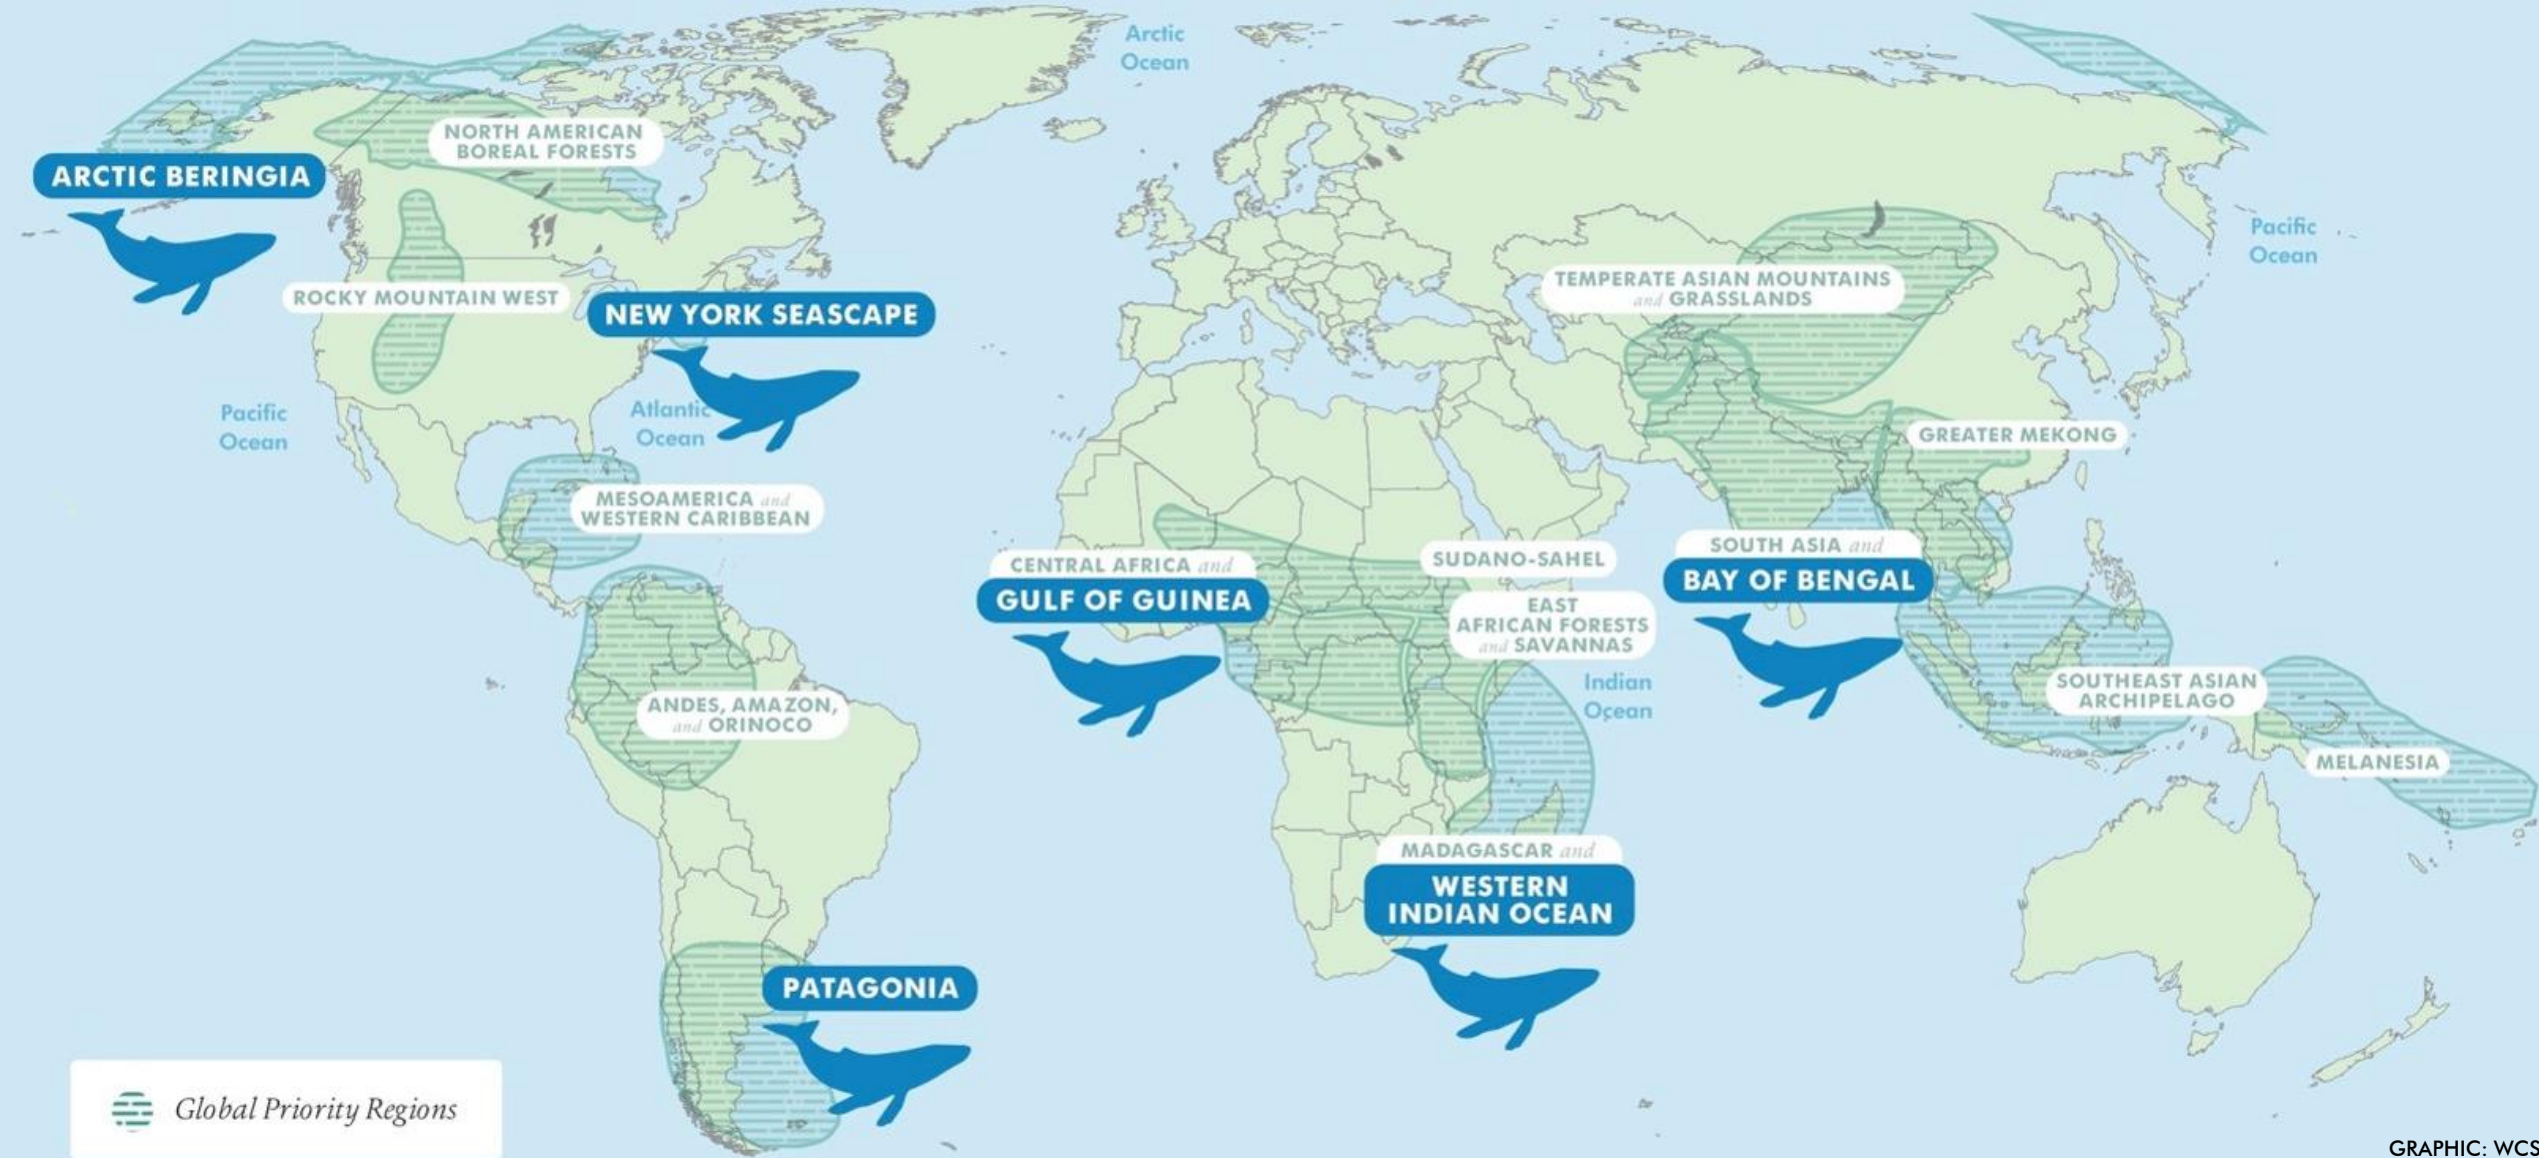 Arctic
Ocean
NORTH AMERICAN
BOREAL FORESTS
ARCTIC BERINGIA
Pacific
Ocean
ROCKY MOUNTAIN WEST
NEW YORK SEASCAPE
TEMPERATE ASIAN MOUNTAINS
and GRASSLANDS
Pacific
Ocean
Atlantic
Ocean
GREATER MEKONG
MESOAMERICA and
WESTERN CARIBBEAN
CENTRAL AFRICA and
GULF OF GUINEA
SUDANO-SAHEL
EAST
AFRICAN FORESTS
and SAVANNAS
SOUTH ASIA and
BAY OF BENGAL
Indian
Ocean
SOUTHEAST ASIAN
ARCHIPELAGO
ANDES, AMAZON,
and ORINOCO
MELANESIA
MADAGASCAR and
WESTERN
INDIAN OCEAN
PATAGONIA
Global Priority Regions
GRAPHIC: WCS